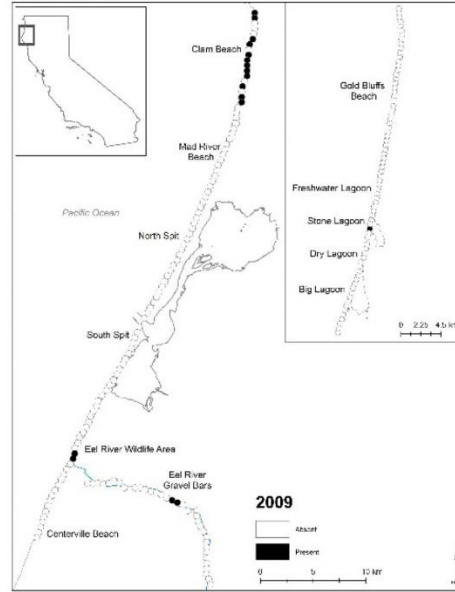 Clam Beach
Mad River
Beach
Pacific Ocean
North Spit
South Spit
Eel River Wildlife Area
Eel River
Gravel Bars
Centerville Beach
Gold Bluffs
Beach
Freshwater Lagoon
Stone Lagoon
Dry Lagoon
Big Lagoon
0 2.25 4.5 km
2009
Absent
Present
0 5 10 km